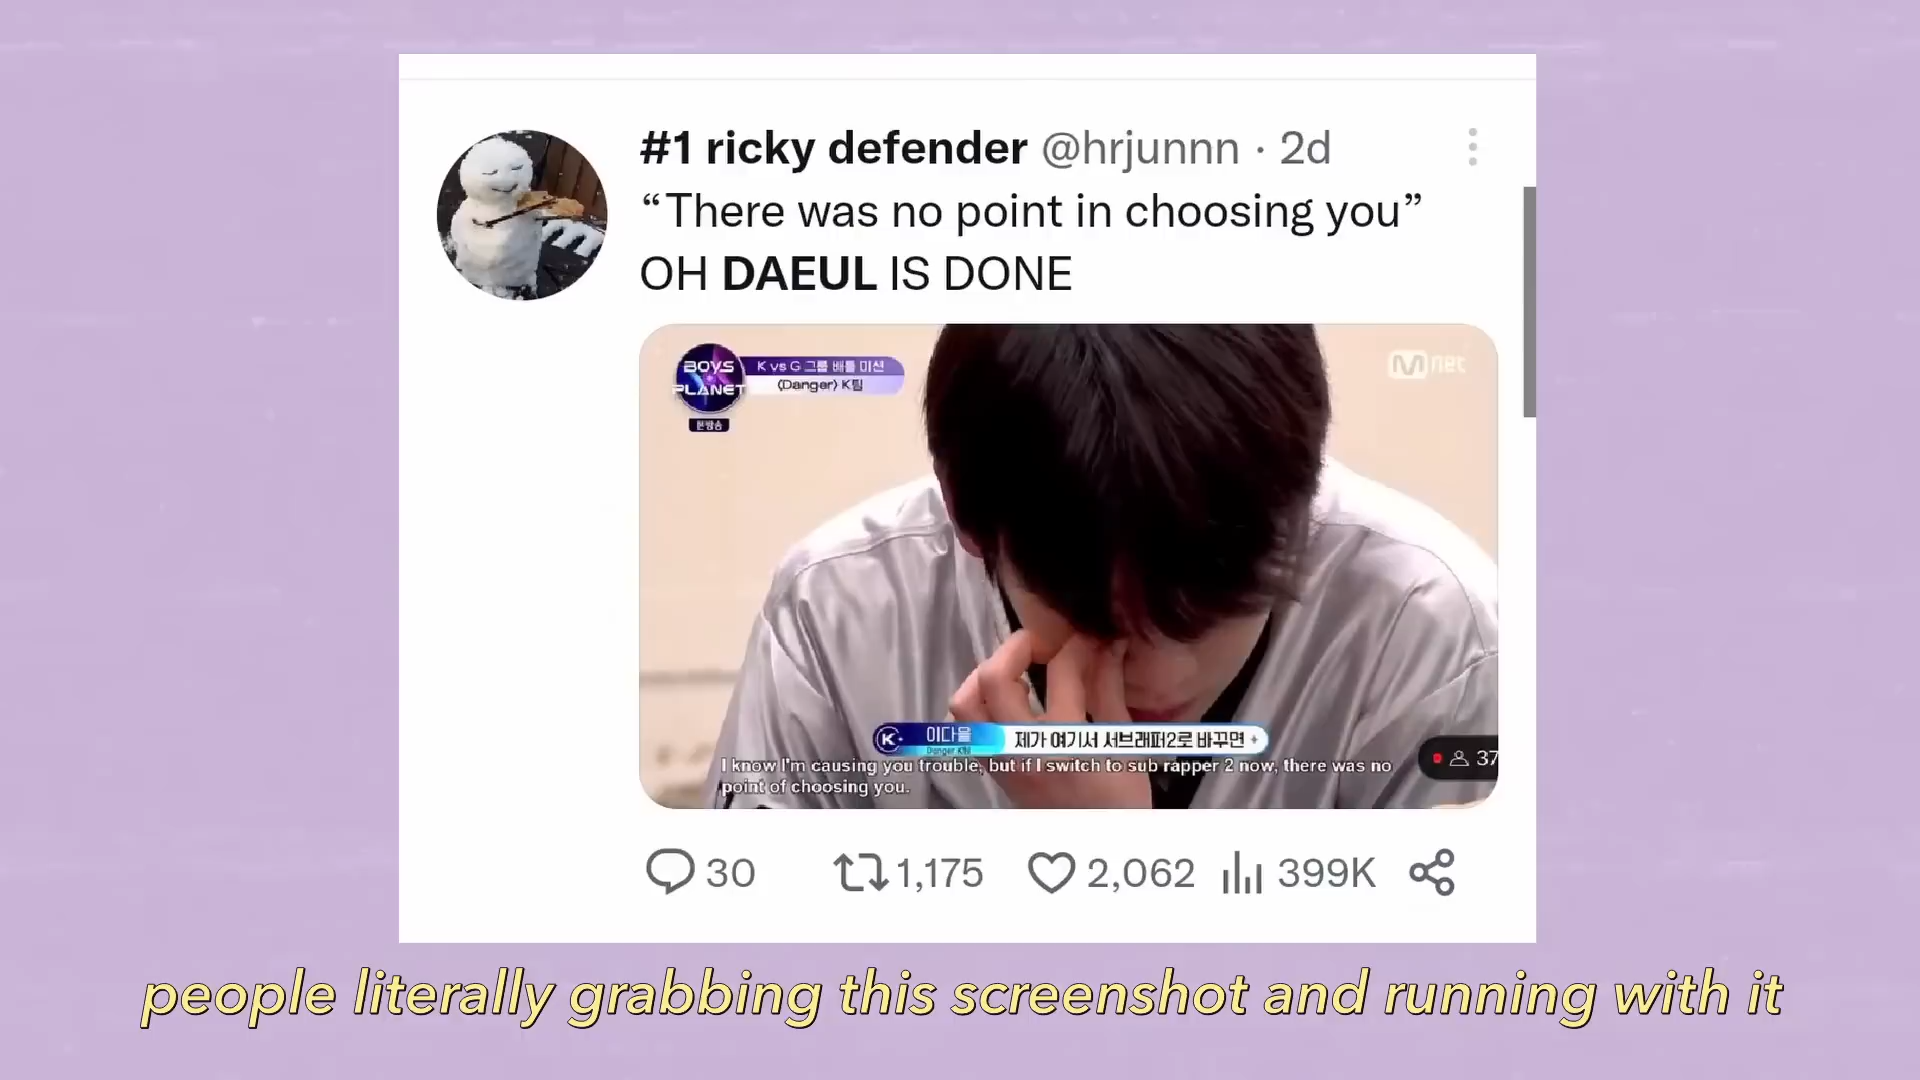 #1 ricky defender @hrjunnn · 2d
“There was no point in choosing you”
OH DAEUL IS DONE
BOYS PLANET
K vs G 그룹 배틀 미션
〈Danger〉 K팀
본방송
Mnet
K 이다을
Danger K팀
제가 여기서 서브래퍼2로 바꾸면
I know I'm causing you trouble, but if I switch to sub rapper 2 now, there was no
point of choosing you.
37
30 1,175 2,062 399K
people literally grabbing this screenshot and running with it